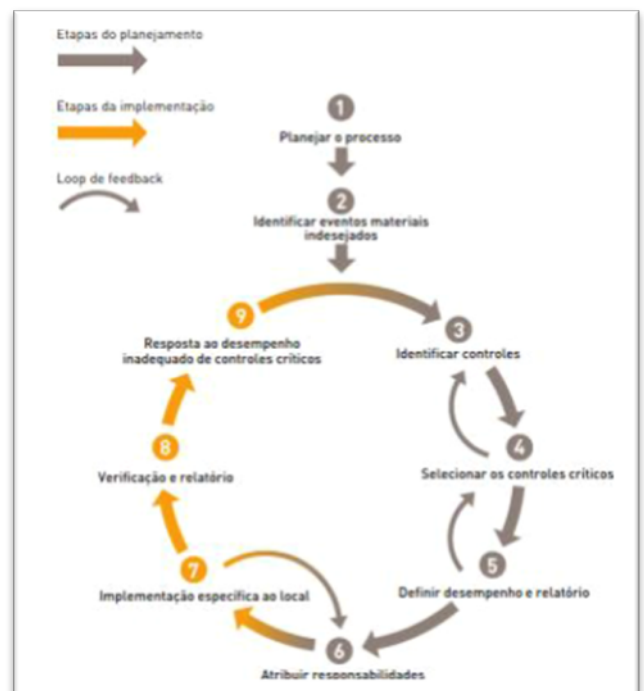 Etapas do planejamento
Etapas da implementação
Loop de feedback
1
Planejar o processo
2
Identificar eventos materiais
indesejados
3
Identificar controles
4
Selecionar os controles críticos
5
Definir desempenho e relatório
6
Atribuir responsabilidades
7
Implementação específica ao local
8
Verificação e relatório
9
Resposta ao desempenho
inadequado de controles críticos